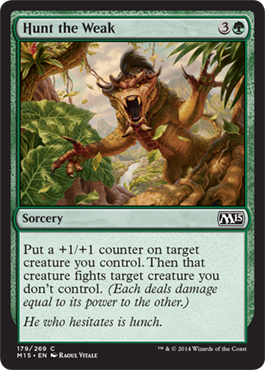 Hunt the Weak 3
Sorcery M15
Put a +1/+1 counter on target
creature you control. Then that
creature fights target creature you
don't control. (Each deals damage
equal to its power to the other.)
He who hesitates is lunch.
179/269 C
M15 • EN Raoul Vitale ™ & © 2014 Wizards of the Coast